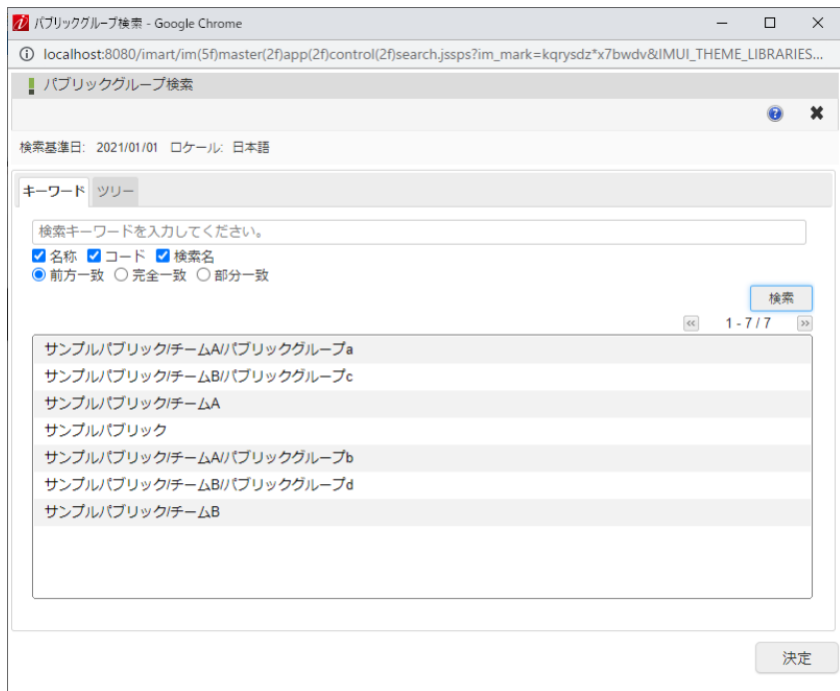 パブリックグループ検索 - Google Chrome
localhost:8080/imart/im(5f)master(2f)app(2f)control(2f)search.jssps?im_mark=kqrysdz*x7bwdv&IMUI_THEME_LIBRARIES...
パブリックグループ検索
検索基準日: 2021/01/01 ロケール: 日本語
キーワード ツリー
検索キーワードを入力してください。
名称 コード 検索名
前方一致 完全一致 部分一致
検索
1 - 7 / 7
サンプルパブリック/チームA/パブリックグループa
サンプルパブリック/チームB/パブリックグループc
サンプルパブリック/チームA
サンプルパブリック
サンプルパブリック/チームA/パブリックグループb
サンプルパブリック/チームB/パブリックグループd
サンプルパブリック/チームB
決定